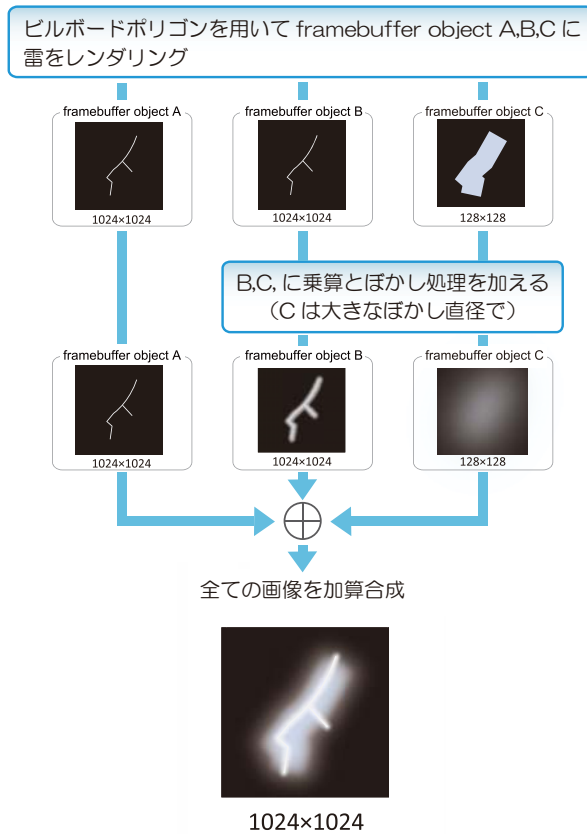 ビルボードポリゴンを用いて framebuffer object A,B,C に
雷をレンダリング
framebuffer object A
framebuffer object B
framebuffer object C
1024×1024
1024×1024
128×128
B,C, に乗算とぼかし処理を加える
（C は大きなぼかし直径で）
framebuffer object A
framebuffer object B
framebuffer object C
1024×1024
1024×1024
128×128
全ての画像を加算合成
1024×1024